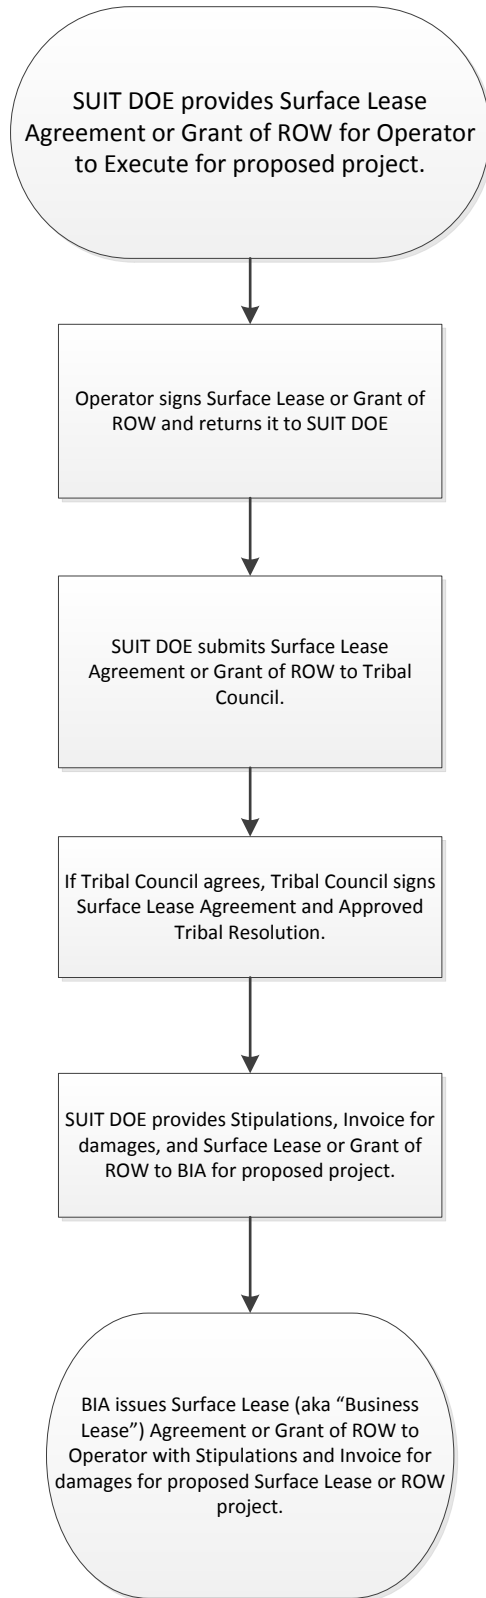 SUIT DOE provides Surface Lease
Agreement or Grant of ROW for Operator
to Execute for proposed project.
Operator signs Surface Lease or Grant of
ROW and returns it to SUIT DOE
SUIT DOE submits Surface Lease
Agreement or Grant of ROW to Tribal
Council.
If Tribal Council agrees, Tribal Council signs
Surface Lease Agreement and Approved
Tribal Resolution.
SUIT DOE provides Stipulations, Invoice for
damages, and Surface Lease or Grant of
ROW to BIA for proposed project.
BIA issues Surface Lease (aka “Business
Lease”) Agreement or Grant of ROW to
Operator with Stipulations and Invoice for
damages for proposed Surface Lease or ROW
project.